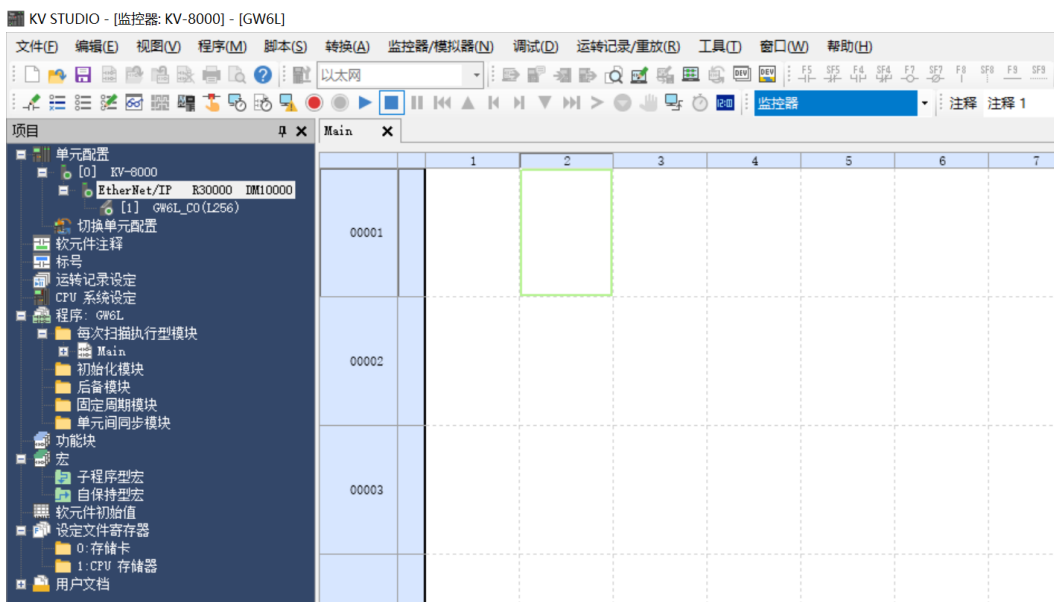 KV STUDIO - [监控器: KV-8000] - [GW6L]
文件(F) 编辑(E) 视图(V) 程序(M) 脚本(S) 转换(A) 监控器/模拟器(N) 调试(D) 运转记录/重放(R) 工具(T) 窗口(W) 帮助(H)
以太网 DEV DEV F5 SF5 F4 SF4 F7 SF7 F8 SF8 F9 SF9
监控器 注释 注释 1
项目 Main
1 2 3 4 5 6 7
单元配置
[0] KV-8000
EtherNet/IP R30000 DM10000
[1] GW6L_C0(L256)
切换单元配置
软元件注释
标号
运转记录设定
CPU 系统设定
程序: GW6L
每次扫描执行型模块
Main
初始化模块
后备模块
固定周期模块
单元间同步模块
功能块
宏
子程序型宏
自保持型宏
软元件初始值
设定文件寄存器
0:存储卡
1:CPU 存储器
用户文档
00001
00002
00003